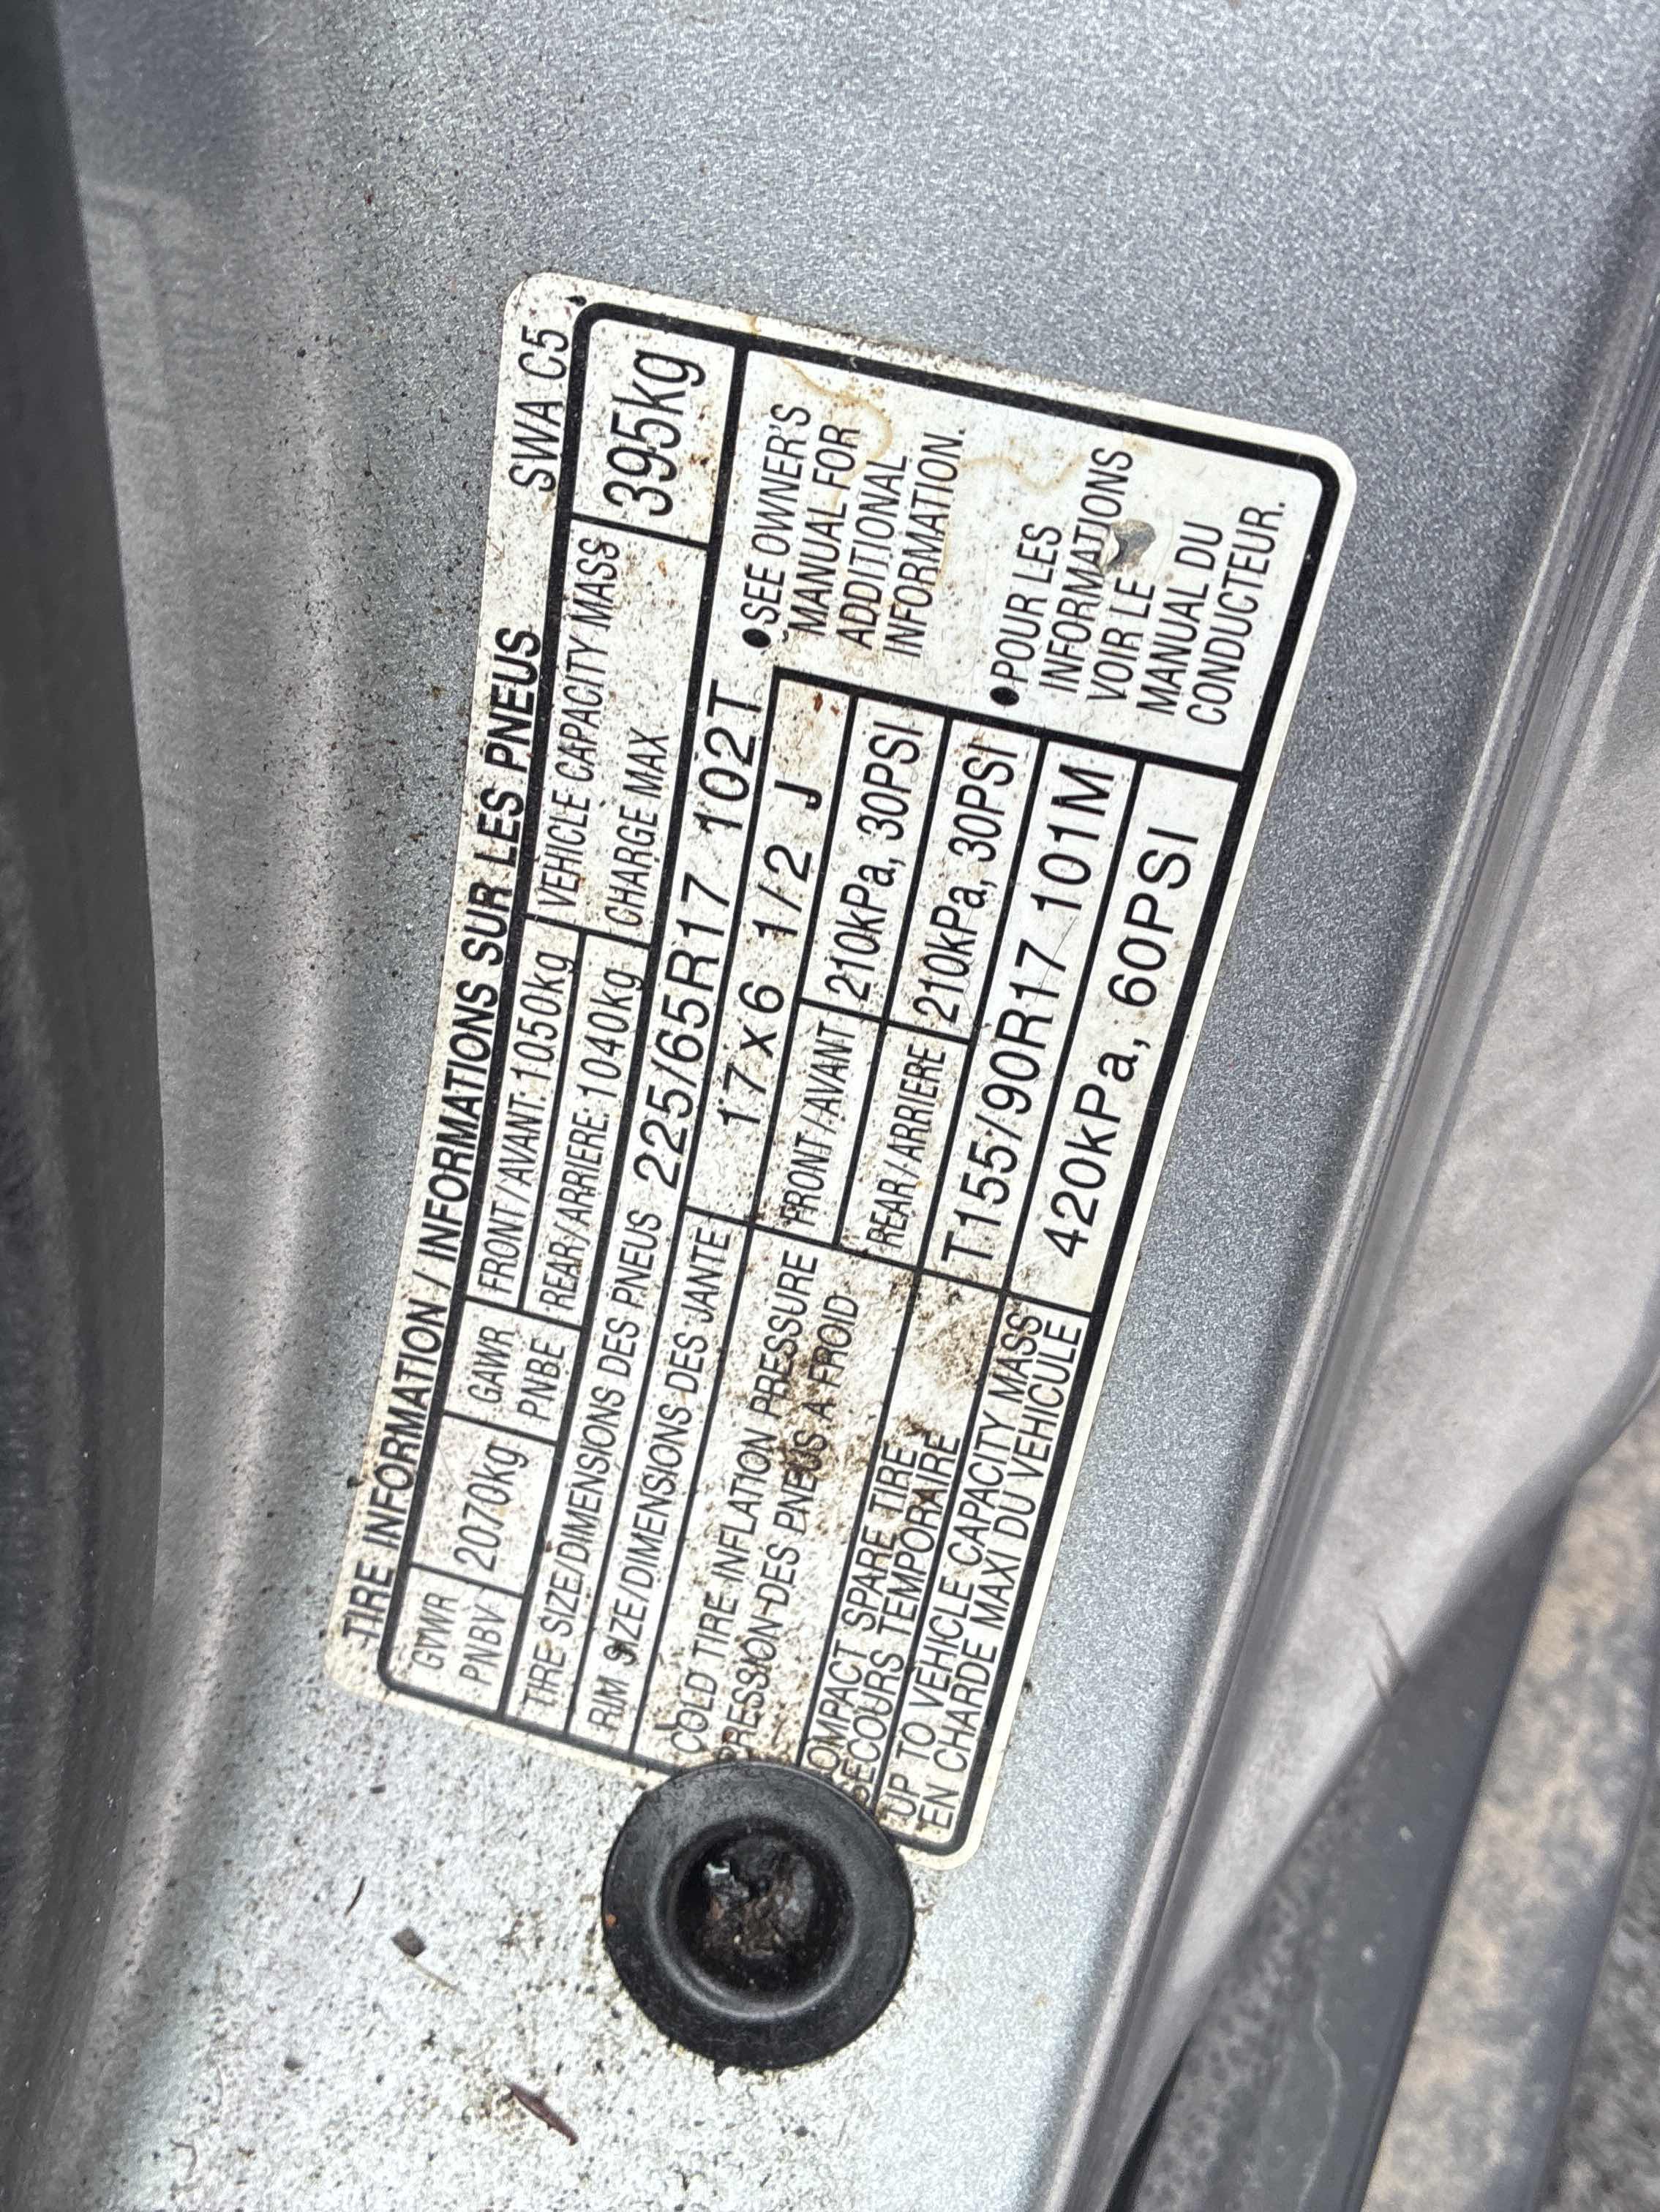 TIRE INFORMATION / INFORMATIONS SUR LES PNEUS SWA C5
GVWR
PNBV
2070kg
GAWR
PNBE
FRONT/AVANT: 1050kg
REAR/ARRIERE: 1040kg
VEHICLE CAPACITY MASS
CHARGE MAX
395kg
TIRE SIZE/DIMENSIONS DES PNEUS 225/65R17 102T
RIM SIZE/DIMENSIONS DES JANTE 17 x 6 1/2 J
COLD TIRE INFLATION PRESSURE
PRESSION DES PNEUS A FROID
FRONT/AVANT 210kPa, 30PSI
REAR/ARRIERE 210kPa, 30PSI
COMPACT SPARE TIRE
SECOURS TEMPORAIRE
T155/90R17 101M
UP TO VEHICLE CAPACITY MASS
EN CHARDE MAXI DU VEHICULE
420kPa, 60PSI
●SEE OWNER'S
MANUAL FOR
ADDITIONAL
INFORMATION.
●POUR LES
INFORMATIONS
VOIR LE
MANUAL DU
CONDUCTEUR.